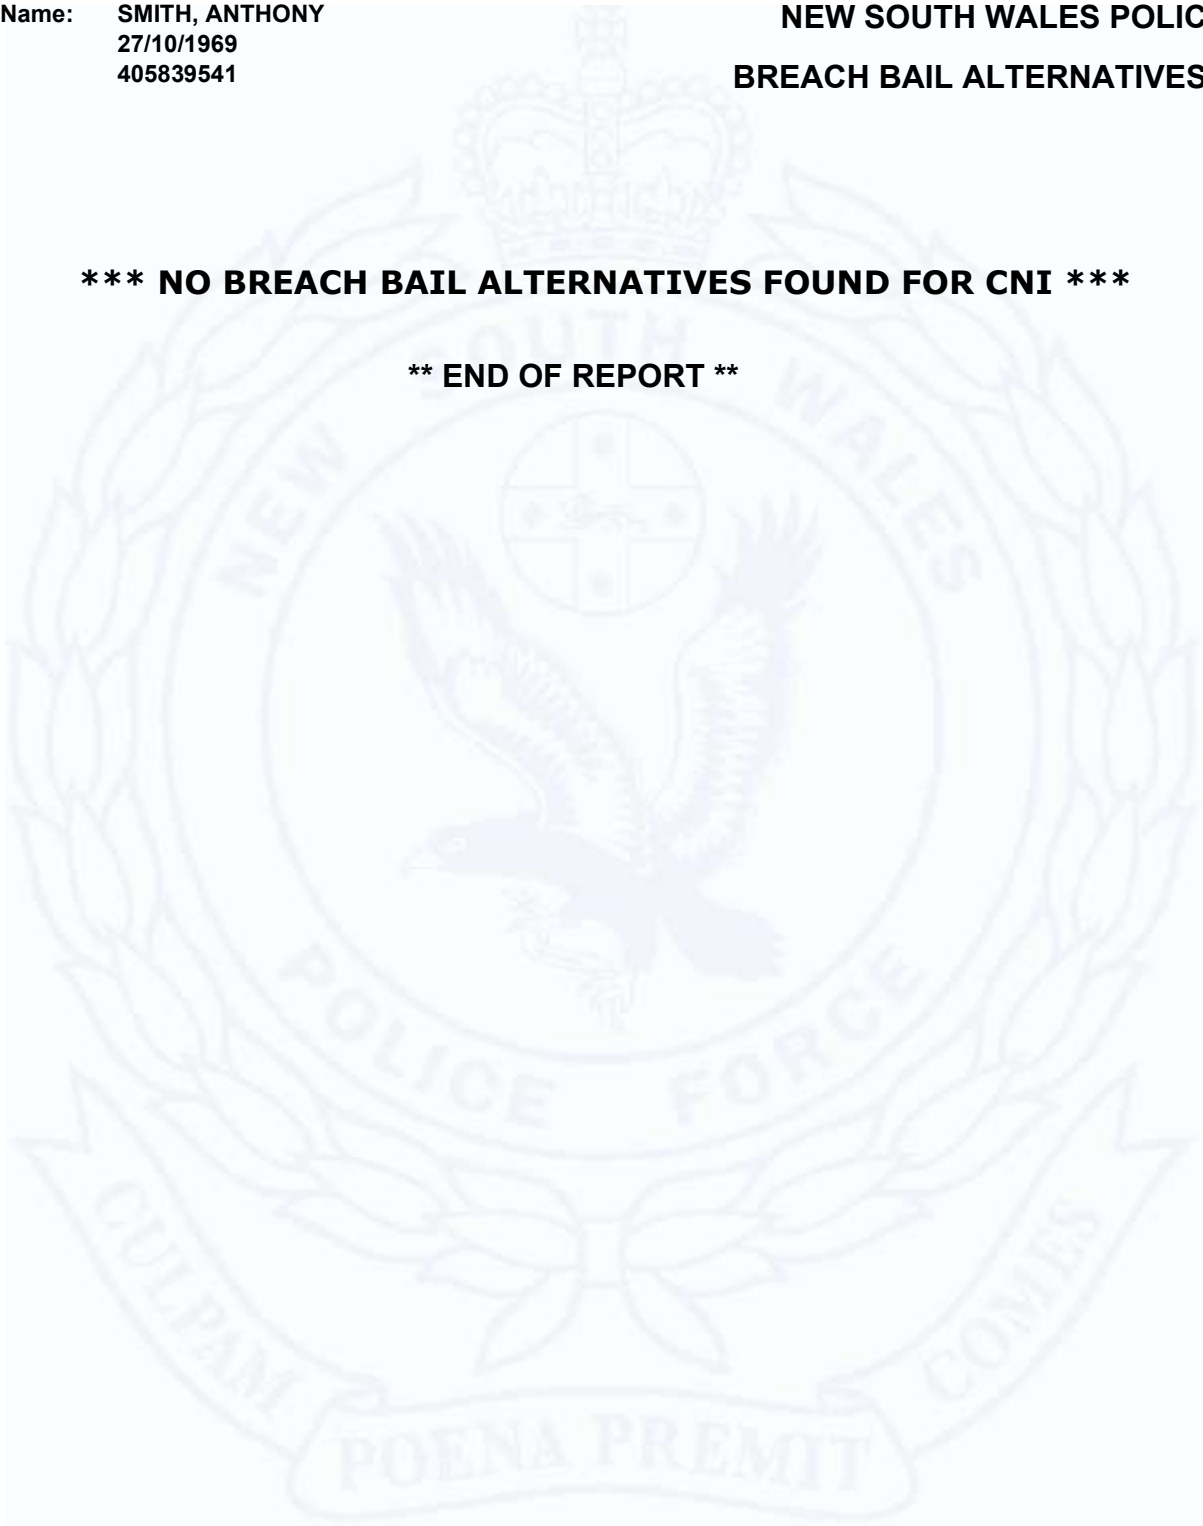 Name: SMITH, ANTHONY
27/10/1969
405839541
NEW SOUTH WALES POLIC
BREACH BAIL ALTERNATIVES
*** NO BREACH BAIL ALTERNATIVES FOUND FOR CNI ***
** END OF REPORT **
NEW SOUTH WALES
POLICE FORCE
CULPAM POENA PREMIT COMES